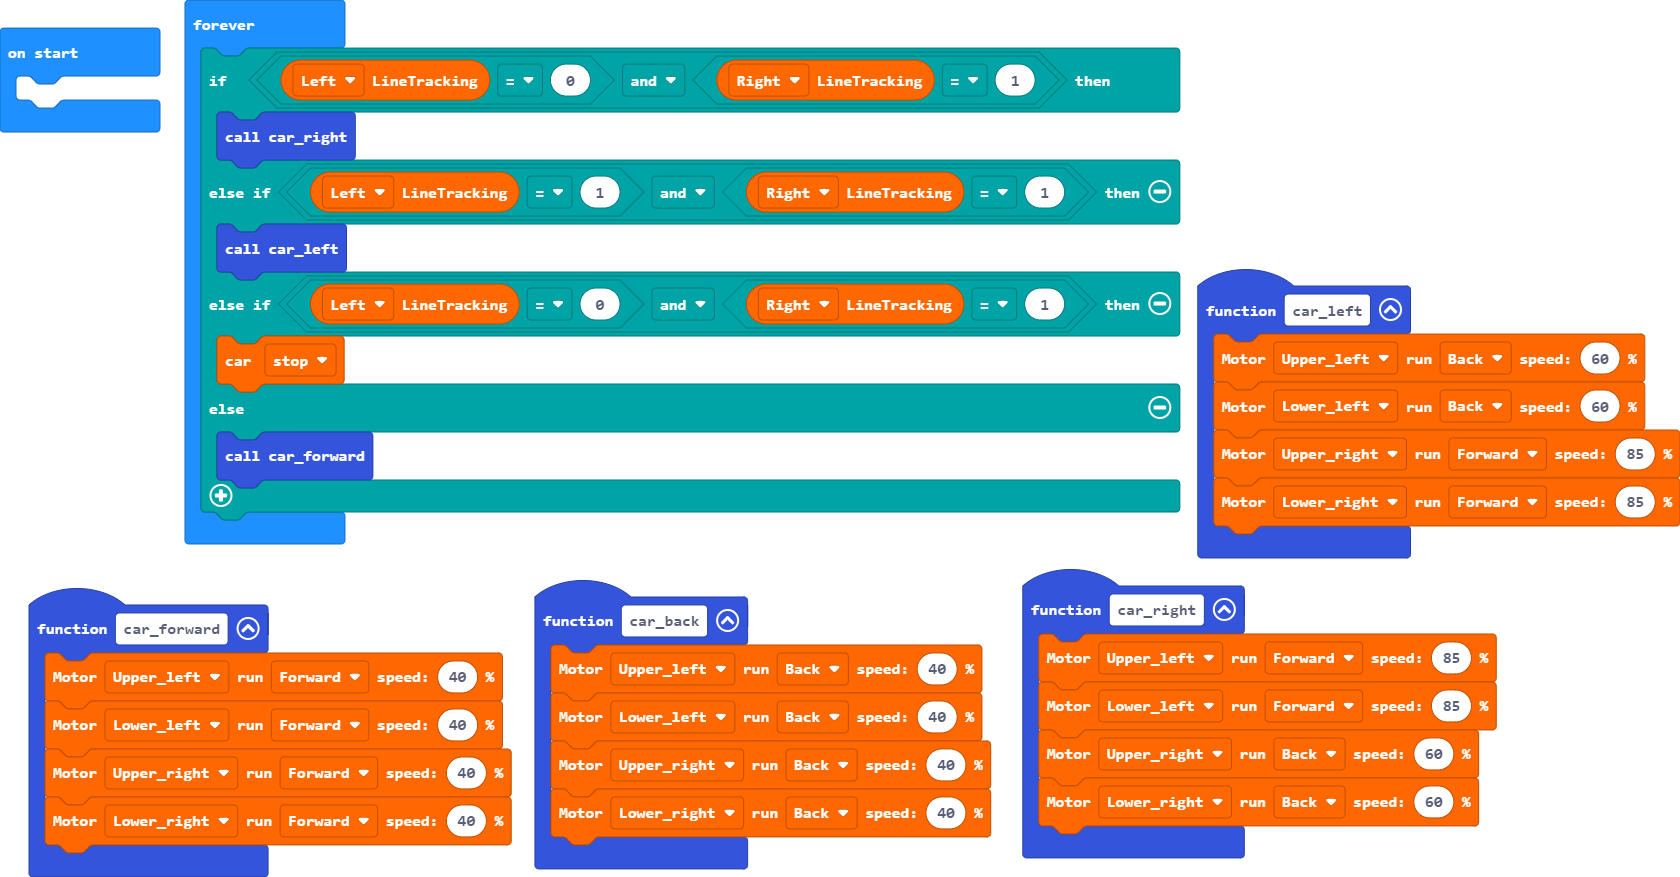 on start
forever
if Left LineTracking = 0 and Right LineTracking = 1 then
call car_right
else if Left LineTracking = 1 and Right LineTracking = 1 then
call car_left
else if Left LineTracking = 0 and Right LineTracking = 1 then
car stop
else
call car_forward
function car_left
Motor Upper_left run Back speed: 60 %
Motor Lower_left run Back speed: 60 %
Motor Upper_right run Forward speed: 85 %
Motor Lower_right run Forward speed: 85 %
function car_forward
Motor Upper_left run Forward speed: 40 %
Motor Lower_left run Forward speed: 40 %
Motor Upper_right run Forward speed: 40 %
Motor Lower_right run Forward speed: 40 %
function car_back
Motor Upper_left run Back speed: 40 %
Motor Lower_left run Back speed: 40 %
Motor Upper_right run Back speed: 40 %
Motor Lower_right run Back speed: 40 %
function car_right
Motor Upper_left run Forward speed: 85 %
Motor Lower_left run Forward speed: 85 %
Motor Upper_right run Back speed: 60 %
Motor Lower_right run Back speed: 60 %